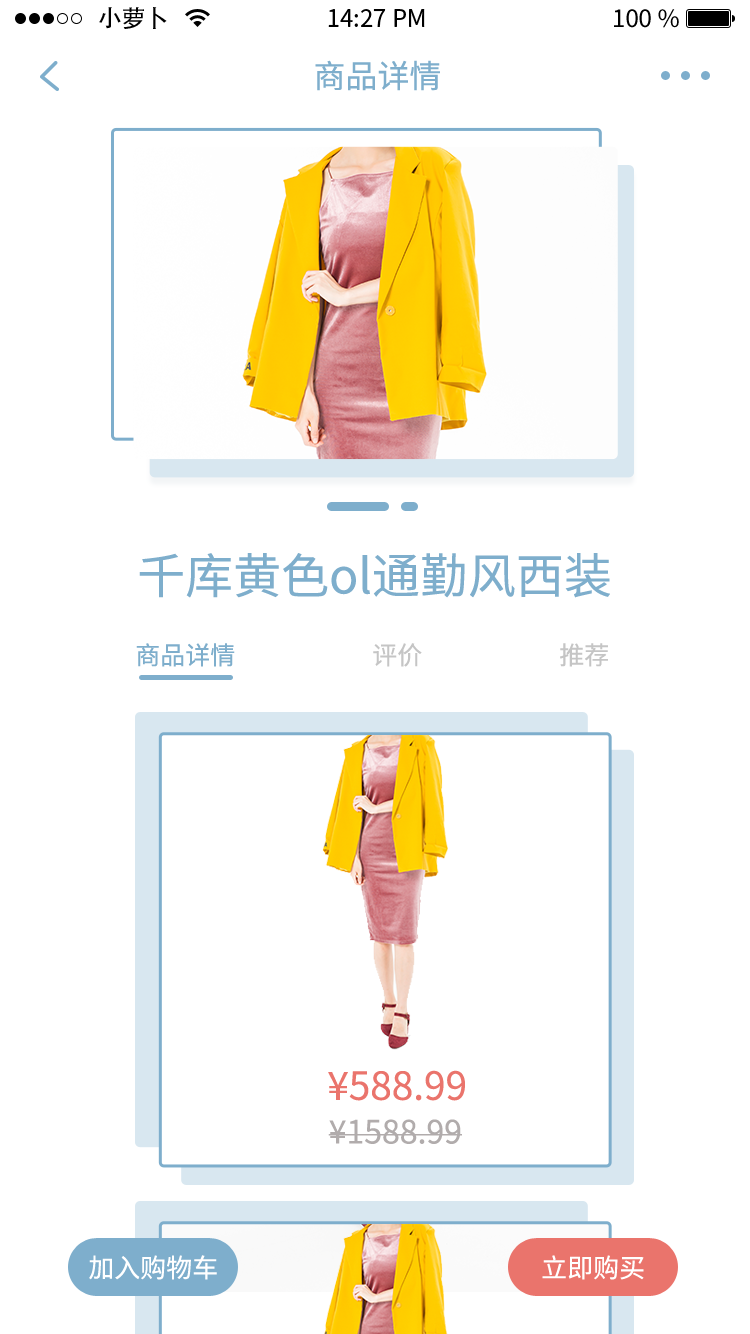 小萝卜 14:27 PM 100 %
商品详情
千库黄色ol通勤风西装
商品详情 评价 推荐
¥588.99
¥1588.99
加入购物车 立即购买